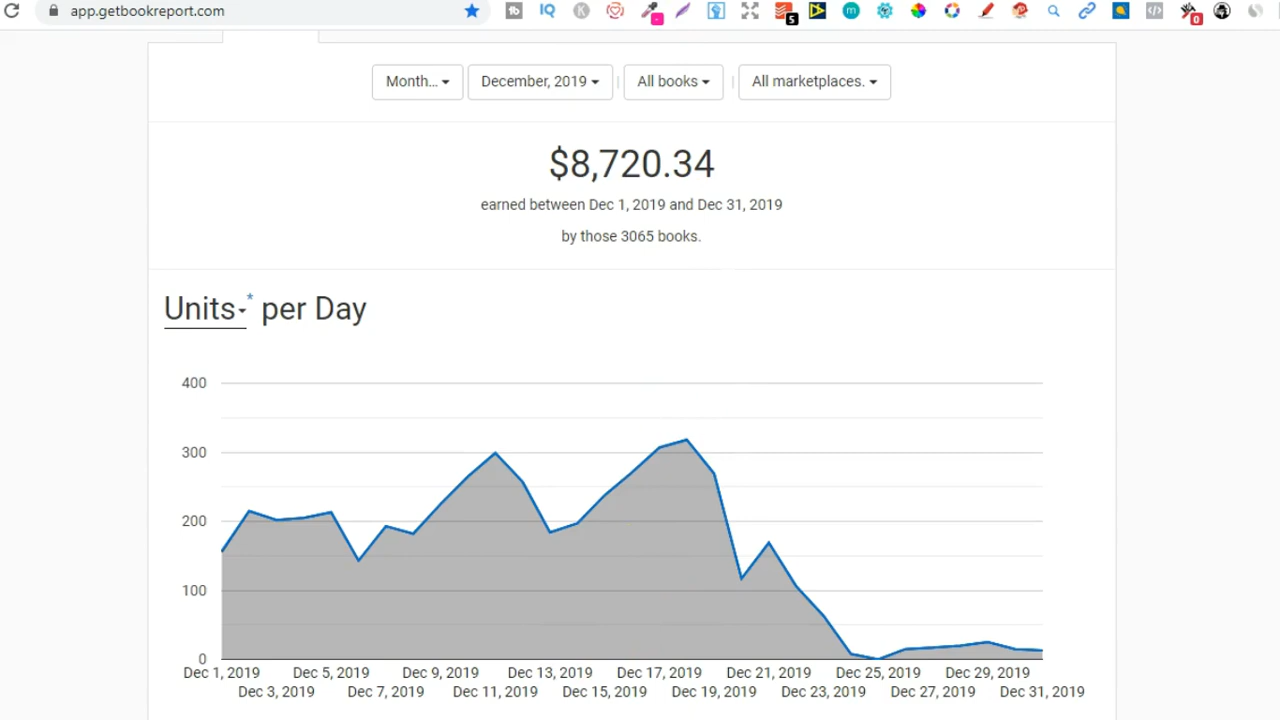 app.getbookreport.com
IQ
K
5
m
0
Month...
December, 2019
|
All books
|
All marketplaces.
$8,720.34
earned between Dec 1, 2019 and Dec 31, 2019
by those 3065 books.
Units * per Day
400
300
200
100
0
Dec 1, 2019
Dec 5, 2019
Dec 9, 2019
Dec 13, 2019
Dec 17, 2019
Dec 21, 2019
Dec 25, 2019
Dec 29, 2019
Dec 3, 2019
Dec 7, 2019
Dec 11, 2019
Dec 15, 2019
Dec 19, 2019
Dec 23, 2019
Dec 27, 2019
Dec 31, 2019